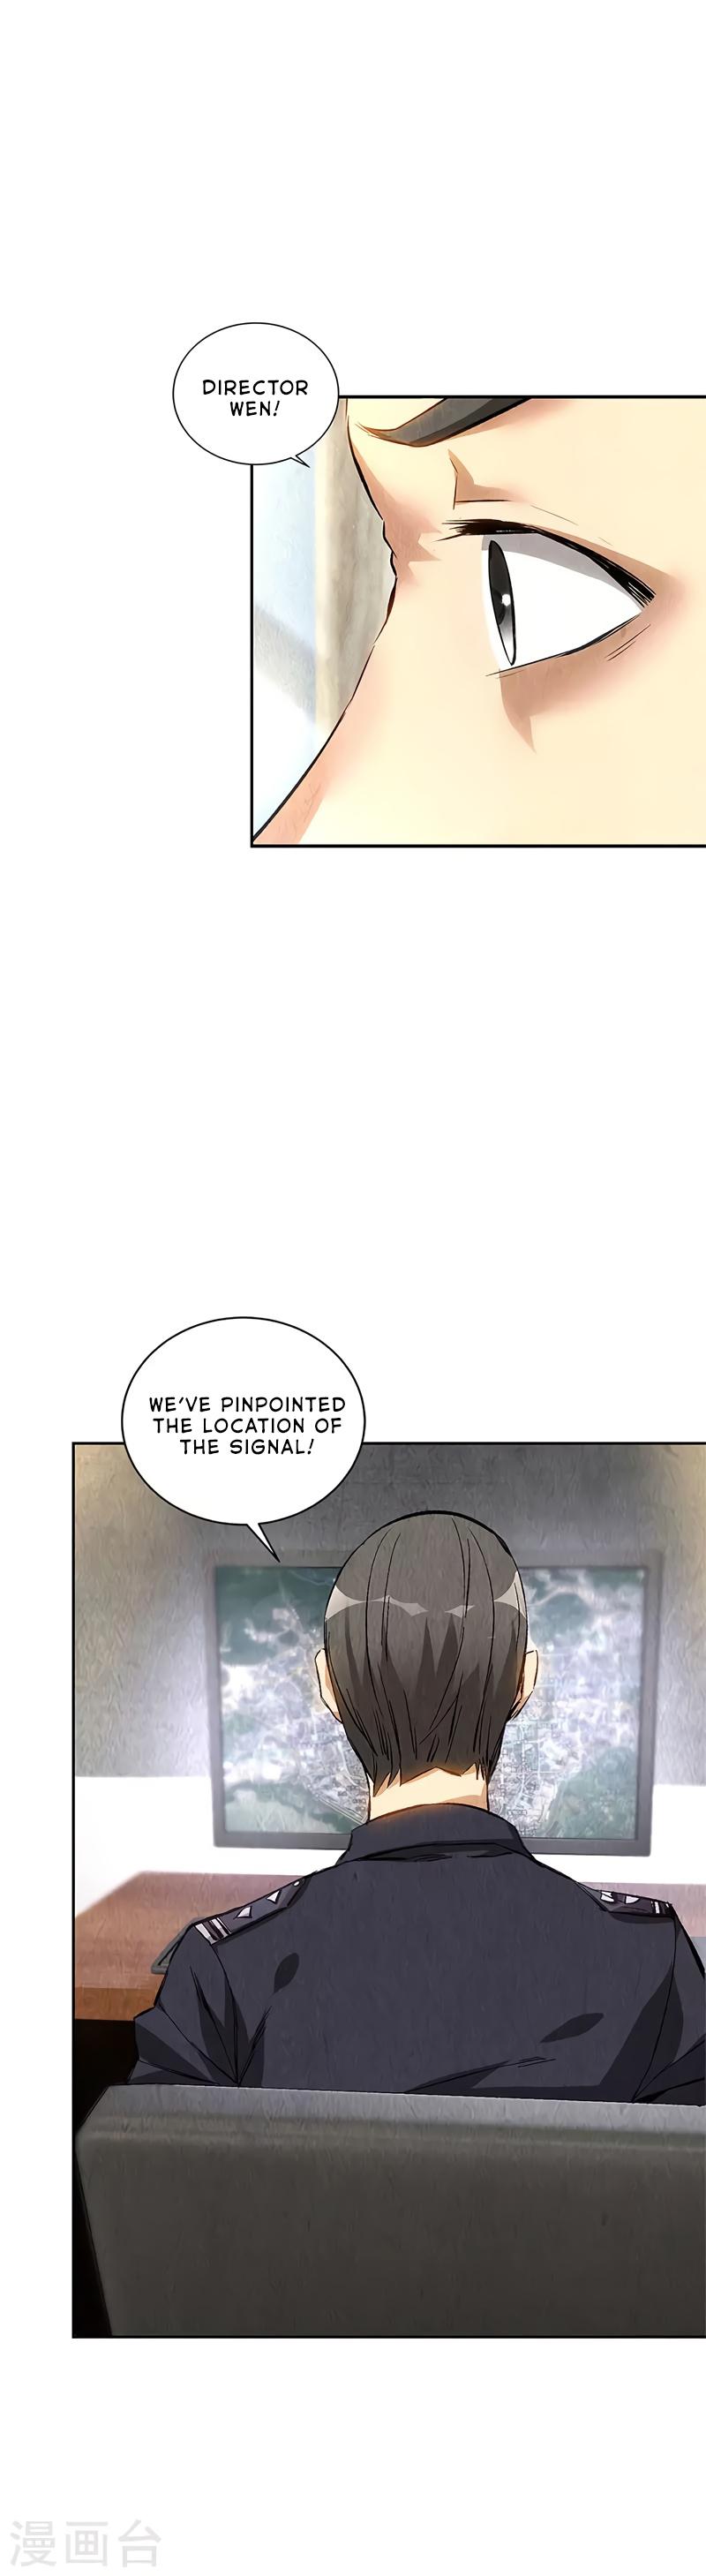 DIRECTOR
WEN!
WE'VE PINPOINTED
THE LOCATION OF
THE SIGNAL!
漫画台